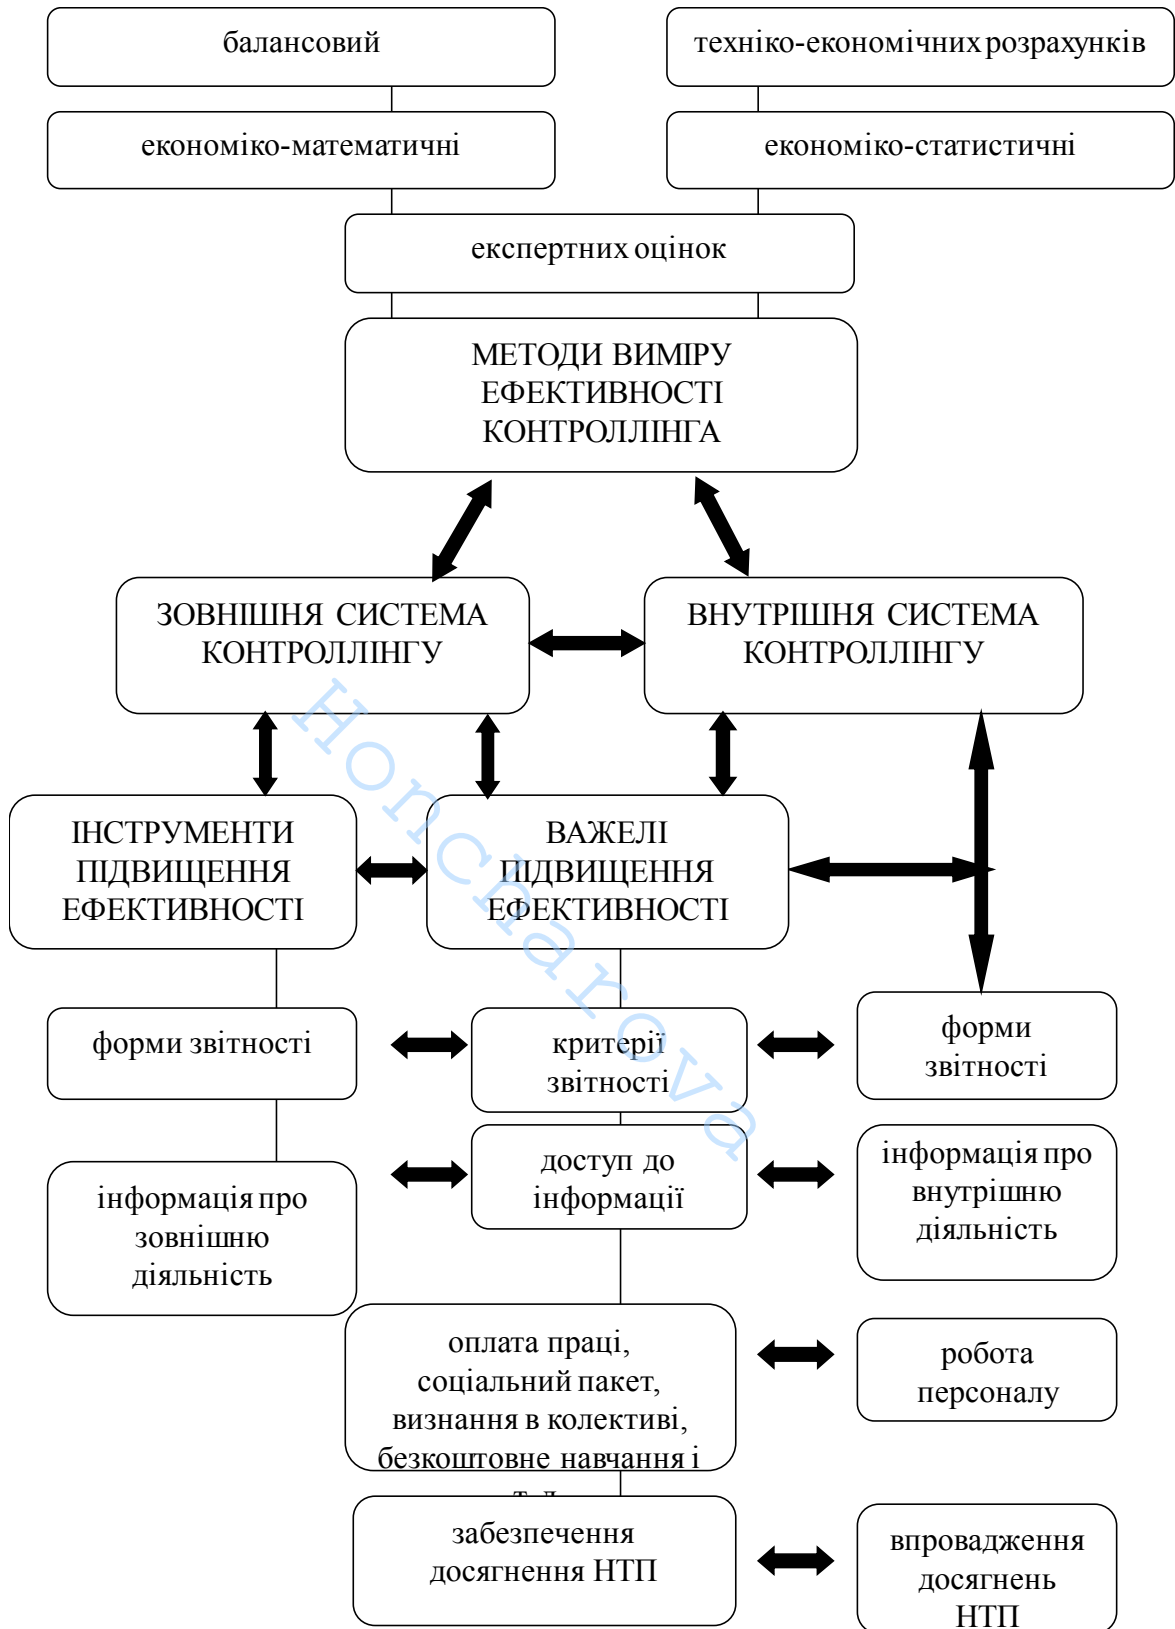 балансовий
техніко-економічних розрахунків
економіко-математичні
економіко-статистичні
експертних оцінок
МЕТОДИ ВИМІРУ
ЕФЕКТИВНОСТІ
КОНТРОЛЛІНГА
ЗОВНІШНЯ СИСТЕМА
КОНТРОЛЛІНГУ
ВНУТРІШНЯ СИСТЕМА
КОНТРОЛЛІНГУ
ІНСТРУМЕНТИ
ПІДВИЩЕННЯ
ЕФЕКТИВНОСТІ
ВАЖЕЛІ
ПІДВИЩЕННЯ
ЕФЕКТИВНОСТІ
Honcharova
форми звітності
критерії
звітності
форми
звітності
інформація про
зовнішню
діяльність
доступ до
інформації
інформація про
внутрішню
діяльність
оплата праці,
соціальний пакет,
визнання в колективі,
безкоштовне навчання і
робота
персоналу
забезпечення
досягнення НТП
впровадження
досягнень
НТП